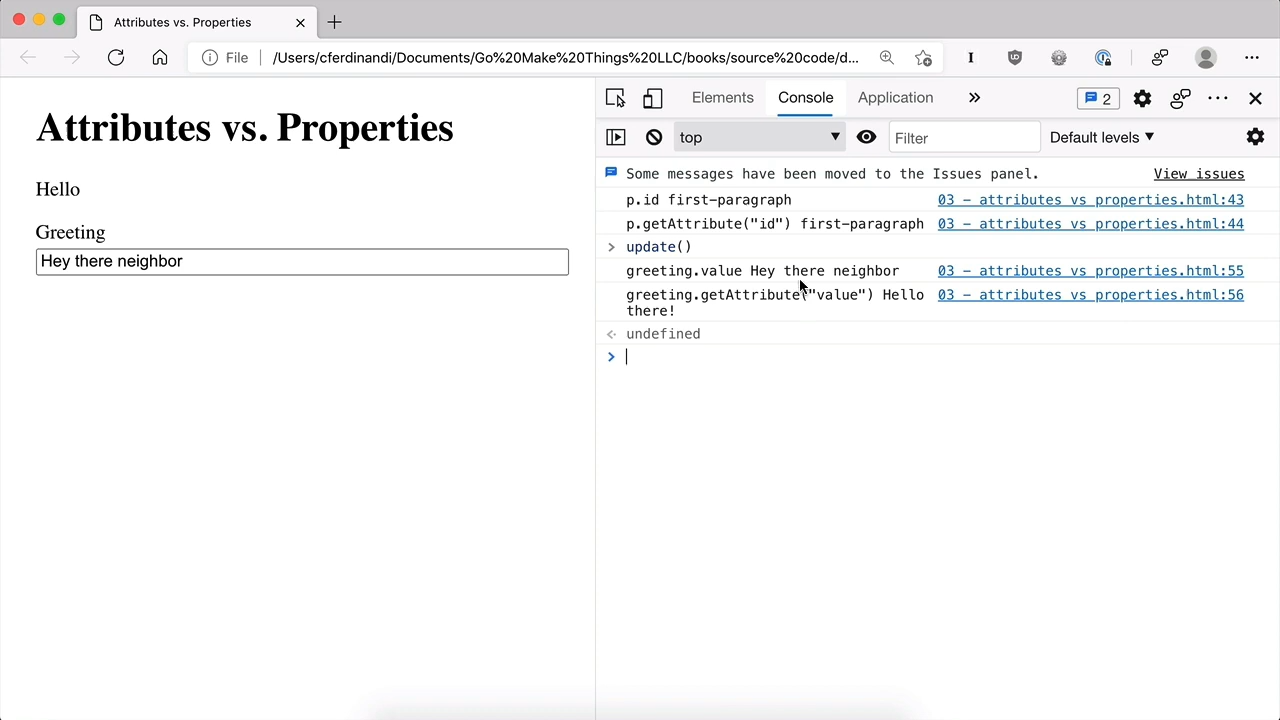 Attributes vs. Properties
File /Users/cferdinandi/Documents/Go%20Make%20Things%20LLC/books/source%20code/d...
Attributes vs. Properties
Hello
Greeting
Hey there neighbor
Elements Console Application 2
top Filter Default levels
Some messages have been moved to the Issues panel. View issues
p.id first-paragraph 03 - attributes vs properties.html:43
p.getAttribute("id") first-paragraph 03 - attributes vs properties.html:44
> update()
greeting.value Hey there neighbor 03 - attributes vs properties.html:55
greeting.getAttribute("value") Hello 03 - attributes vs properties.html:56
there!
undefined
>